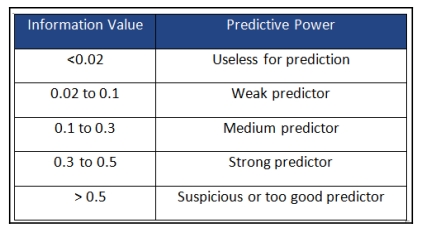 Information Value Predictive Power
<0.02 Useless for prediction
0.02 to 0.1 Weak predictor
0.1 to 0.3 Medium predictor
0.3 to 0.5 Strong predictor
> 0.5 Suspicious or too good predictor